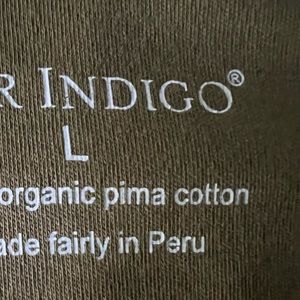 R INDIGO®
L
organic pima cotton
ade fairly in Peru